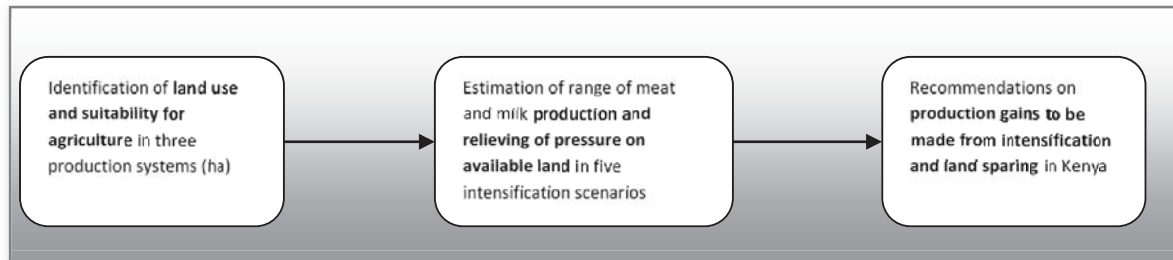 Identification of land use
and suitability for
agriculture in three
production systems (ha)
Estimation of range of meat
and milk production and
relieving of pressure on
available land in five
intensification scenarios
Recommendations on
production gains to be
made from intensification
and land sparing in Kenya